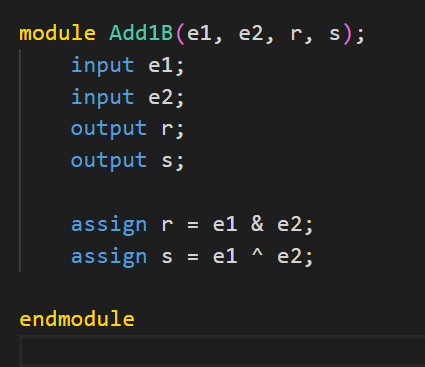 module Add1B(e1, e2, r, s);
    input e1;
    input e2;
    output r;
    output s;

    assign r = e1 & e2;
    assign s = e1 ^ e2;

endmodule